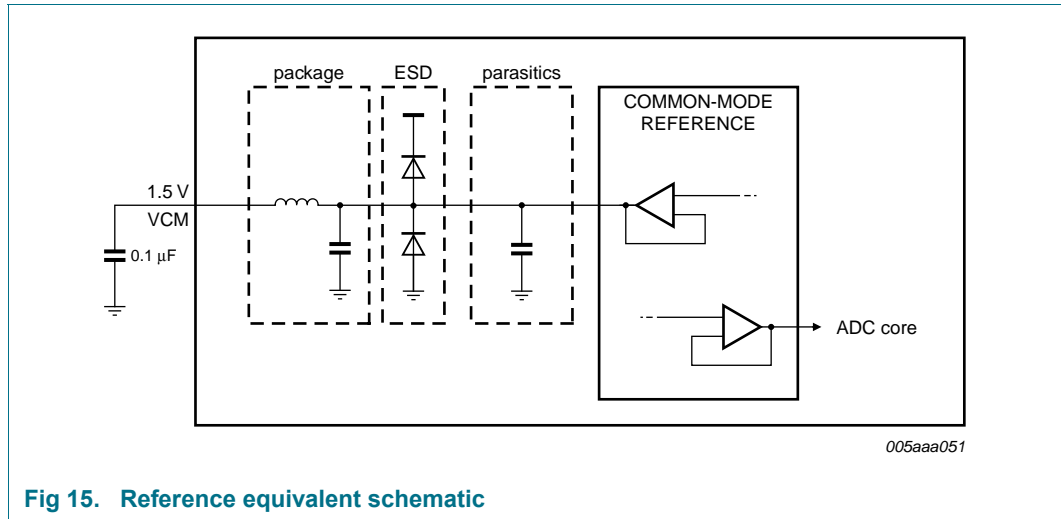 package
ESD
parasitics
COMMON-MODE
REFERENCE
1.5 V
VCM
0.1 μF
ADC core
005aaa051
Fig 15. Reference equivalent schematic